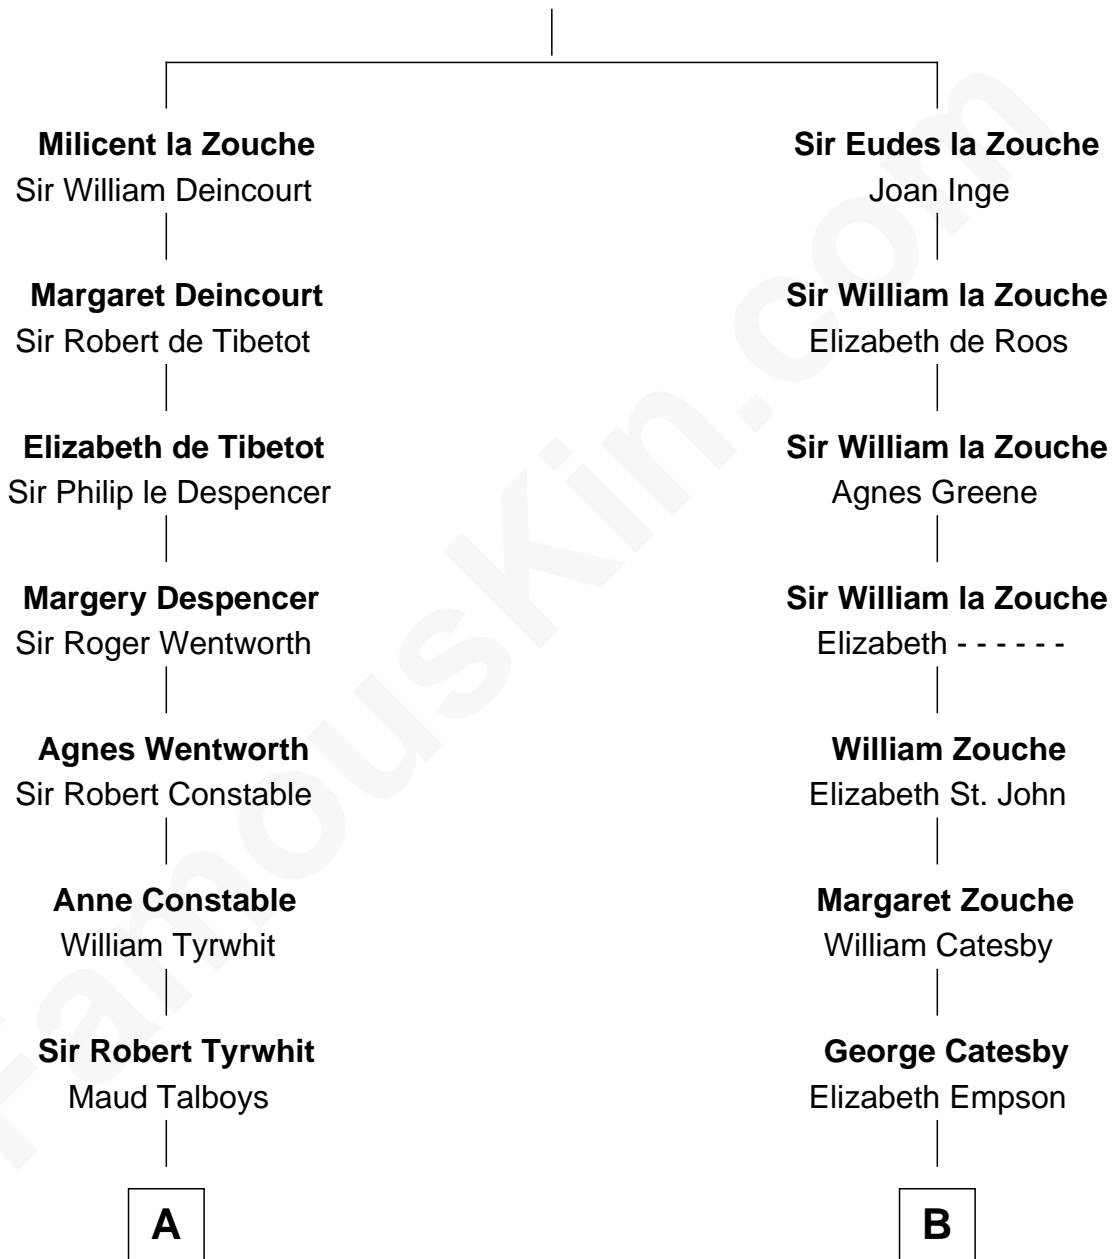 Milicent la Zouche
Sir William Deincourt
Margaret Deincourt
Sir Robert de Tibetot
Elizabeth de Tibetot
Sir Philip le Despencer
Margery Despencer
Sir Roger Wentworth
Agnes Wentworth
Sir Robert Constable
Anne Constable
William Tyrwhit
Sir Robert Tyrwhit
Maud Talboys
A
Sir Eudes la Zouche
Joan Inge
Sir William la Zouche
Elizabeth de Roos
Sir William la Zouche
Agnes Greene
Sir William la Zouche
Elizabeth - - - - - -
William Zouche
Elizabeth St. John
Margaret Zouche
William Catesby
George Catesby
Elizabeth Empson
B
FamousKin.com